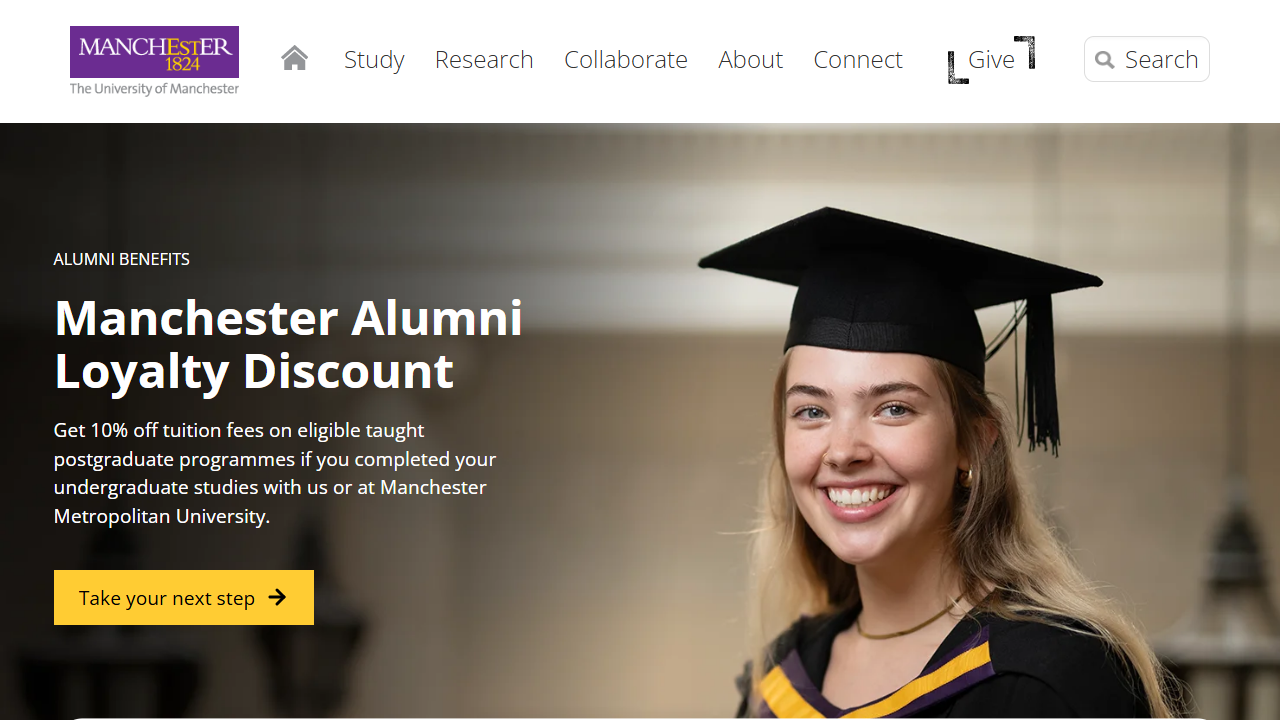 MANCHESTER
1824
The University of Manchester
Study
Research
Collaborate
About
Connect
Give
Search
ALUMNI BENEFITS
Manchester Alumni
Loyalty Discount
Get 10% off tuition fees on eligible taught
postgraduate programmes if you completed your
undergraduate studies with us or at Manchester
Metropolitan University.
Take your next step